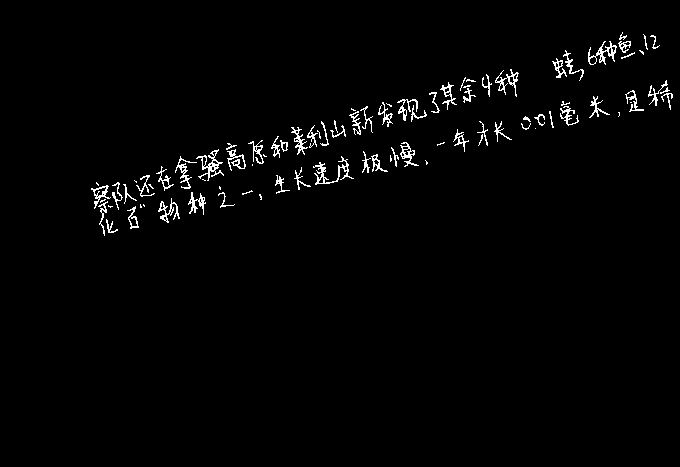 察队还在拿骚高原和莱利山新发现了其余4种 蛙,6种鱼、12
化石"物种之一,生长速度极慢,一年才长0.01毫米,是稀